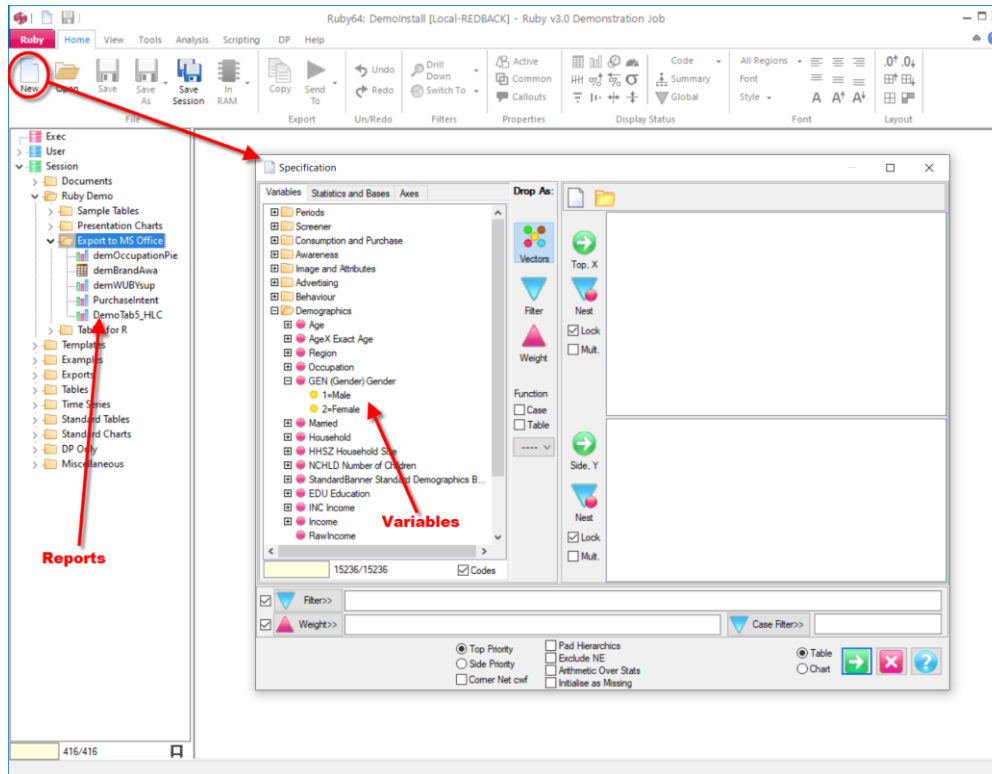 Ruby64: DemoInstall [Local-REDBACK] - Ruby v3.0 Demonstration Job
Ruby Home View Tools Analysis Scripting DP Help
New Open Save Save As Save Session In RAM
File
Copy Send To
Export
Undo
Redo
Un/Redo
Drill Down
Switch To
Filters
Active
Common
Callouts
Properties
Code
Summary
Global
Display Status
All Regions
Font
Style
Font
Layout
Exec
User
Session
Documents
Ruby Demo
Sample Tables
Presentation Charts
Export to MS Office
demOccupationPie
demBrandAwa
demWUBYsup
PurchaseIntent
DemoTab5_HLC
Tables for R
Templates
Examples
Exports
Tables
Time Series
Standard Tables
Standard Charts
DP Only
Miscellaneous
Reports
416/416
Specification
Variables Statistics and Bases Axes
Periods
Screener
Consumption and Purchase
Awareness
Image and Attributes
Advertising
Behaviour
Demographics
Age
AgeX Exact Age
Region
Occupation
GEN (Gender) Gender
1=Male
2=Female
Married
Household
HHSZ Household Size
NCHLD Number of Children
StandardBanner Standard Demographics B...
EDU Education
INC Income
Income
RawIncome
Variables
15236/15236 Codes
Drop As:
Vectors
Filter
Weight
Function
Case
Table
----
Top, X
Nest
Lock
Mult.
Side, Y
Nest
Lock
Mult.
Filter>>
Weight>> Case Filter>>
Top Priority
Side Priority
Corner Net cwf
Pad Hierarchics
Exclude NE
Arithmetic Over Stats
Initialise as Missing
Table
Chart